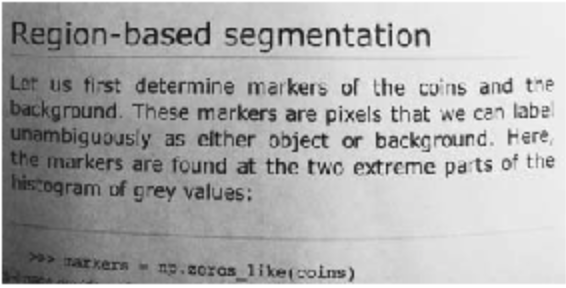 Region-based segmentation
Let us first determine markers of the coins and the
background. These markers are pixels that we can label
unambiguously as either object or background. Here,
the markers are found at the two extreme parts of the
histogram of grey values:
>>> markers = np.zeros_like(coins)